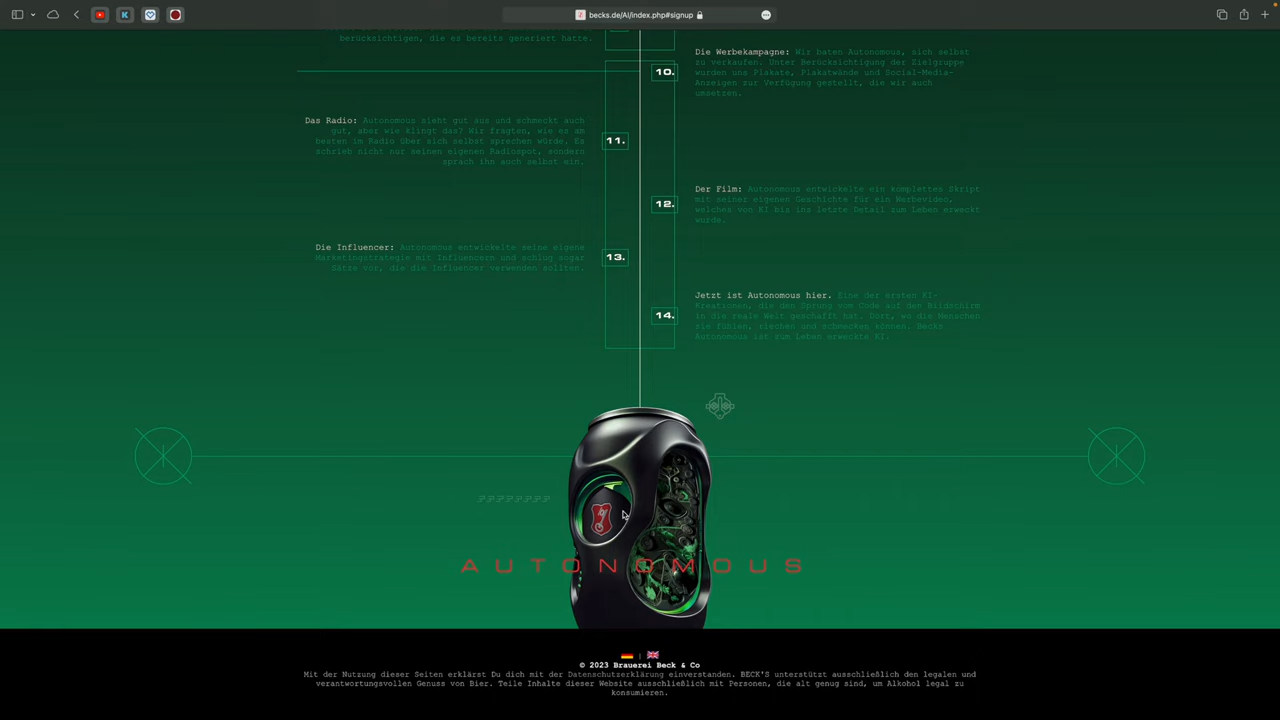 becks.de/AI/index.php#signup
berücksichtigen, die es bereits generiert hatte.
10.
Die Werbekampagne: Wir baten Autonomous, sich selbst
zu verkaufen. Unter Berücksichtigung der Zielgruppe
wurden uns Plakate, Plakatwände und Social-Media-
Anzeigen zur Verfügung gestellt, die wir auch
umsetzen.
Das Radio: Autonomous sieht gut aus und schmeckt auch
gut, aber wie klingt das? Wir fragten, wie es am
besten im Radio über sich selbst sprechen würde. Es
schrieb nicht nur seinen eigenen Radiospot, sondern
sprach ihn auch selbst ein.
11.
12.
Der Film: Autonomous entwickelte ein komplettes Skript
mit seiner eigenen Geschichte für ein Werbevideo,
welches von KI bis ins letzte Detail zum Leben erweckt
wurde.
Die Influencer: Autonomous entwickelte seine eigene
Marketingstrategie mit Influencern und schlug sogar
Sätze vor, die die Influencer verwenden sollten.
13.
14.
Jetzt ist Autonomous hier. Eine der ersten KI-
Kreationen, die den Sprung vom Code auf den Bildschirm
in die reale Welt geschafft hat. Dort, wo die Menschen
sie fühlen, riechen und schmecken können. Becks
Autonomous ist zum Leben erweckte KI.
AUTONOMOUS
© 2023 Brauerei Beck & Co
Mit der Nutzung dieser Seiten erklärst Du dich mit der Datenschutzerklärung einverstanden. BECK'S unterstützt ausschließlich den legalen und
verantwortungsvollen Genuss von Bier. Teile Inhalte dieser Website ausschließlich mit Personen, die alt genug sind, um Alkohol legal zu
konsumieren.